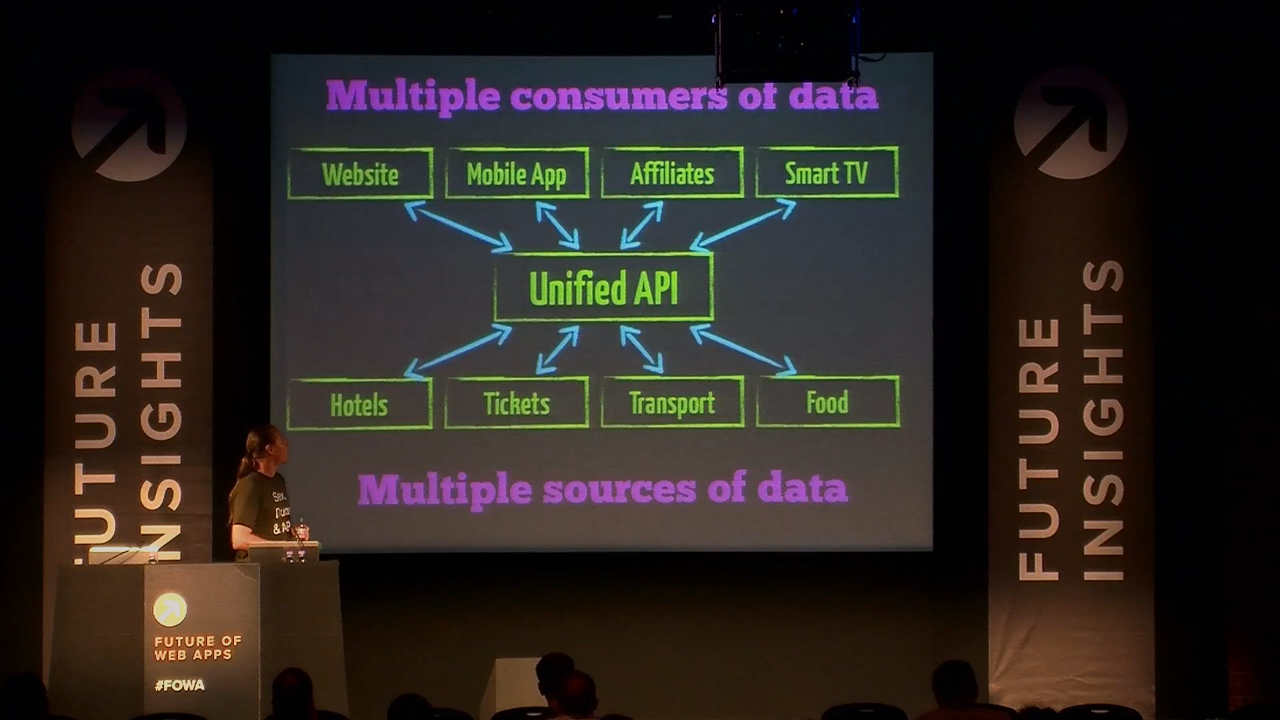 Multiple consumers of data
Website
Mobile App
Affiliates
Smart TV
Unified API
Hotels
Tickets
Transport
Food
Multiple sources of data
FUTURE
INSIGHTS
FUTURE
INSIGHTS
FUTURE OF
WEB APPS
#FOWA